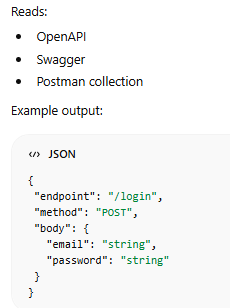 Reads:
• OpenAPI
• Swagger
• Postman collection
Example output:
</> JSON
{
 "endpoint": "/login",
 "method": "POST",
 "body": {
   "email": "string",
   "password": "string"
 }
}